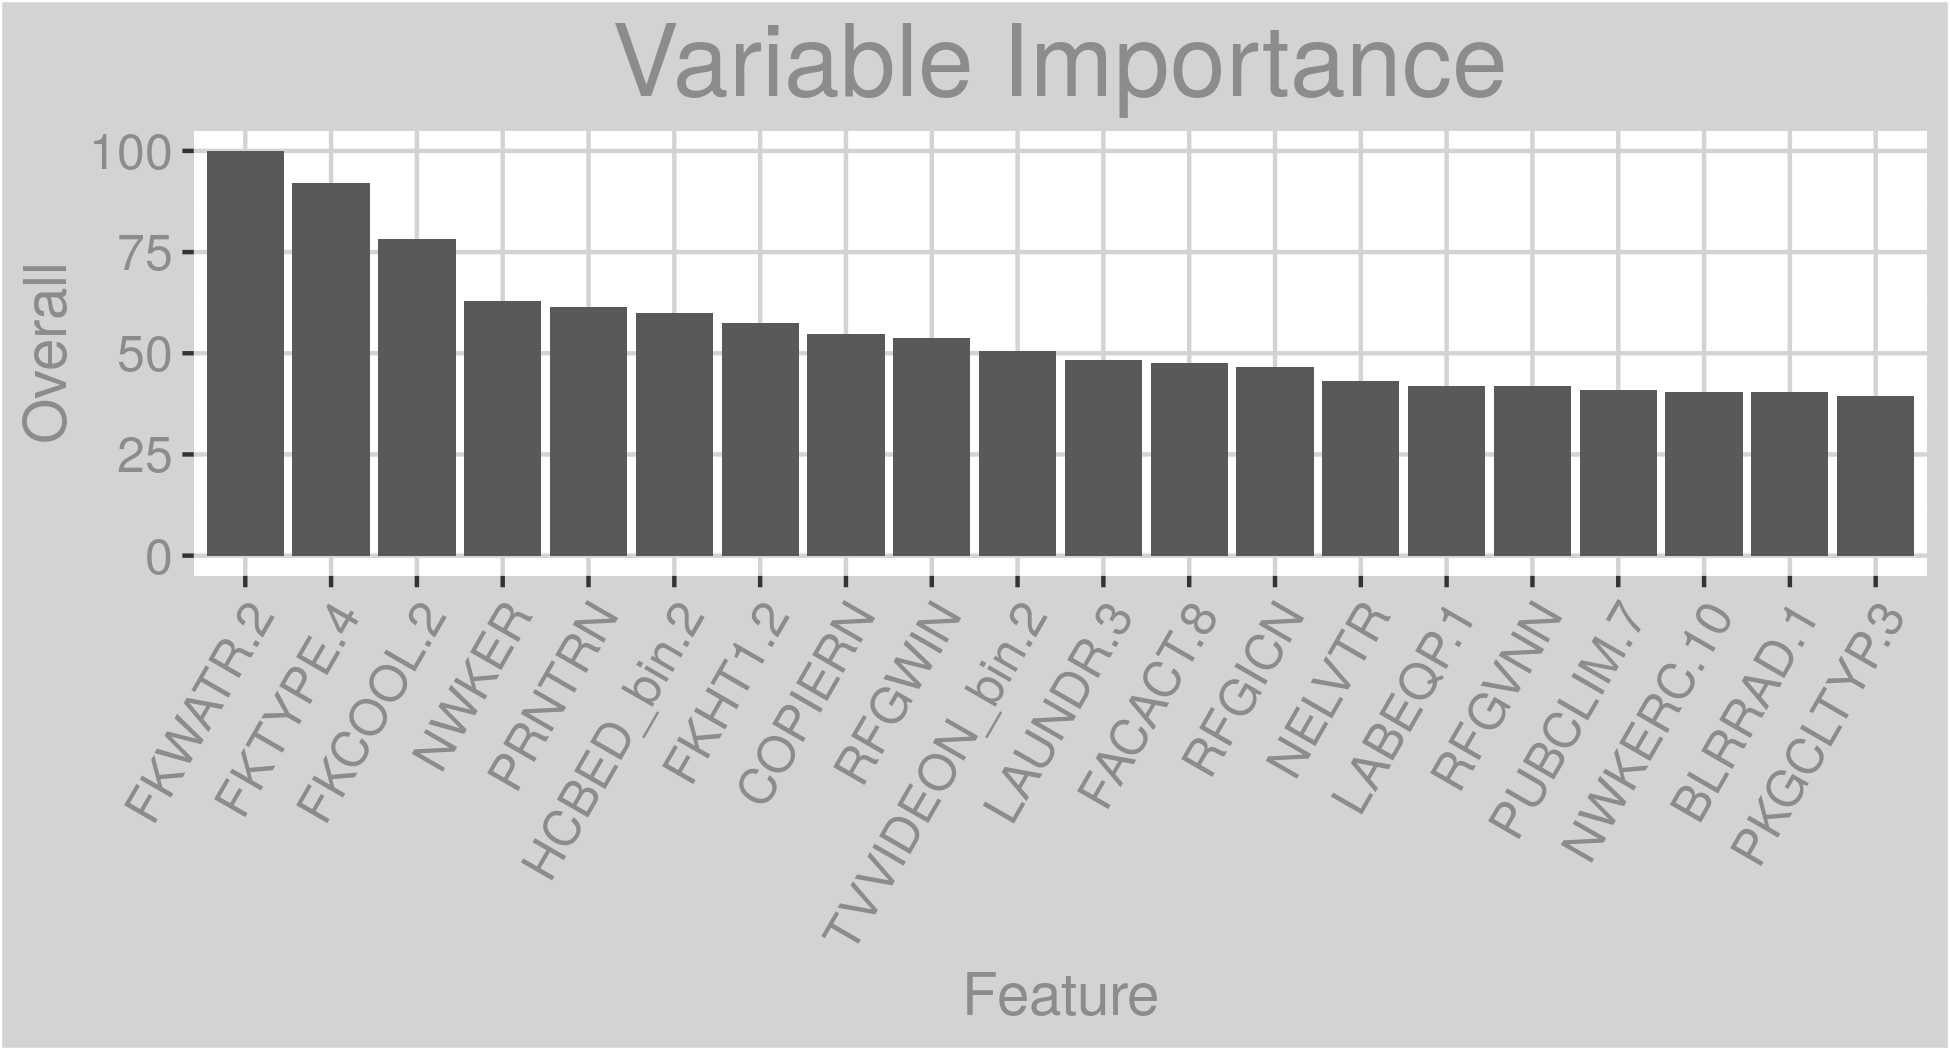 Variable Importance
Overall
100
75
50
25
0
FKWATR.2
FKTYPE.4
FKCOOL.2
NWKER
PRNTRN
HCBED_bin.2
FKHT1.2
COPIERN
RFGWIN
TVVIDEON_bin.2
LAUNDR.3
FACACT.8
RFGICN
NELVTR
LABEQP.1
RFGVNN
PUBCLIM.7
NWKERC.10
BLRRAD.1
PKGCLTYP.3
Feature